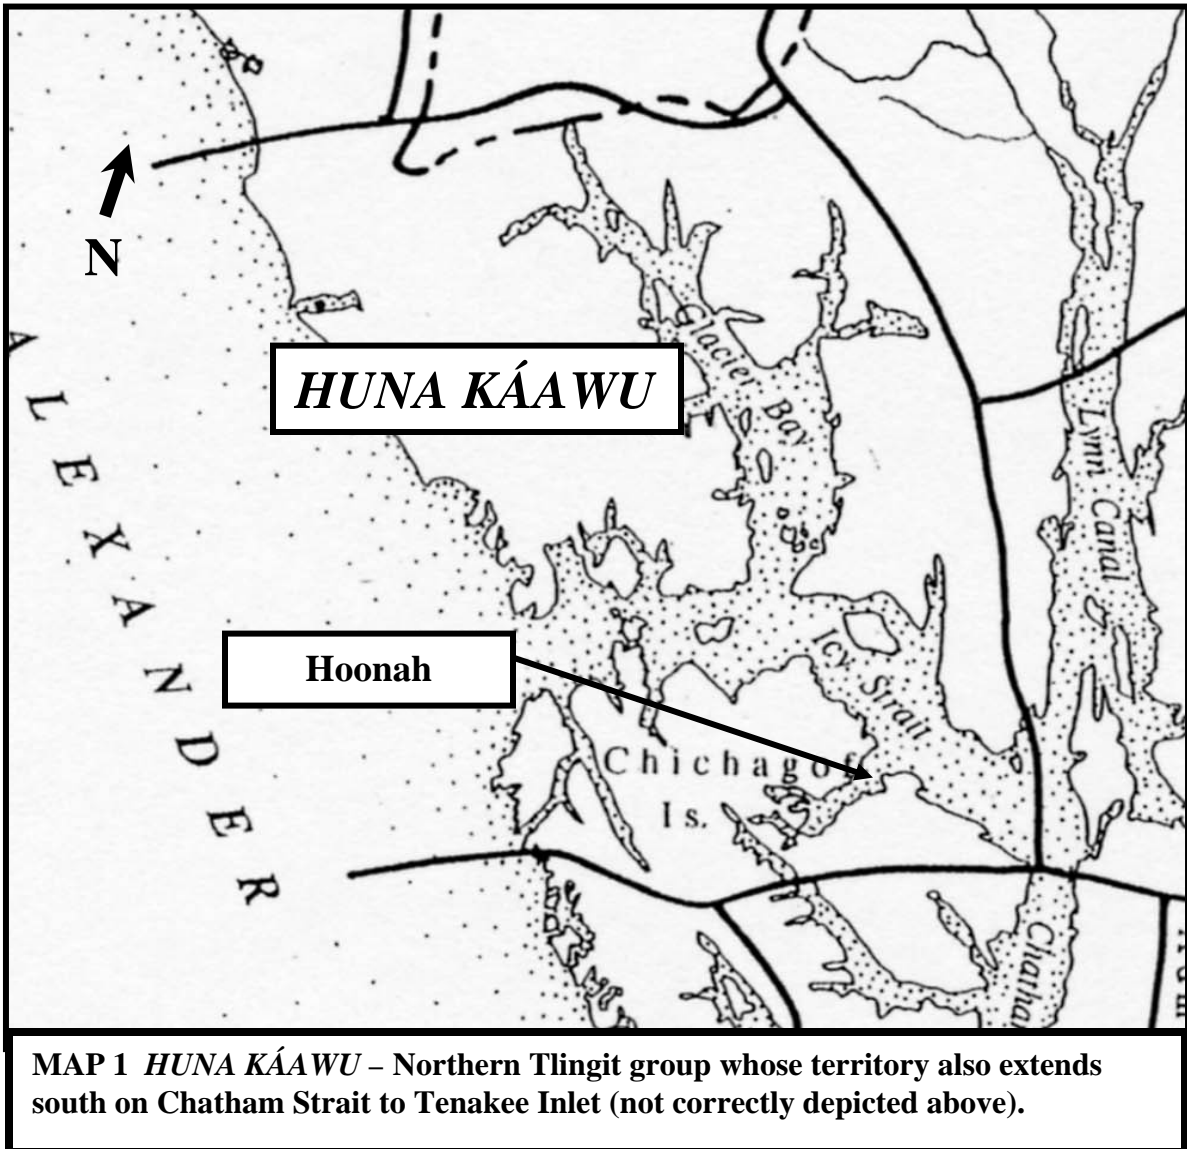 N
ALEXANDER
Glacier
Bay
HUNA KÁAWU
Lynn
Canal
Icy Strait
Hoonah
Chichagof
Is.
MAP 1 HUNA KÁAWU – Northern Tlingit group whose territory also extends
south on Chatham Strait to Tenakee Inlet (not correctly depicted above).